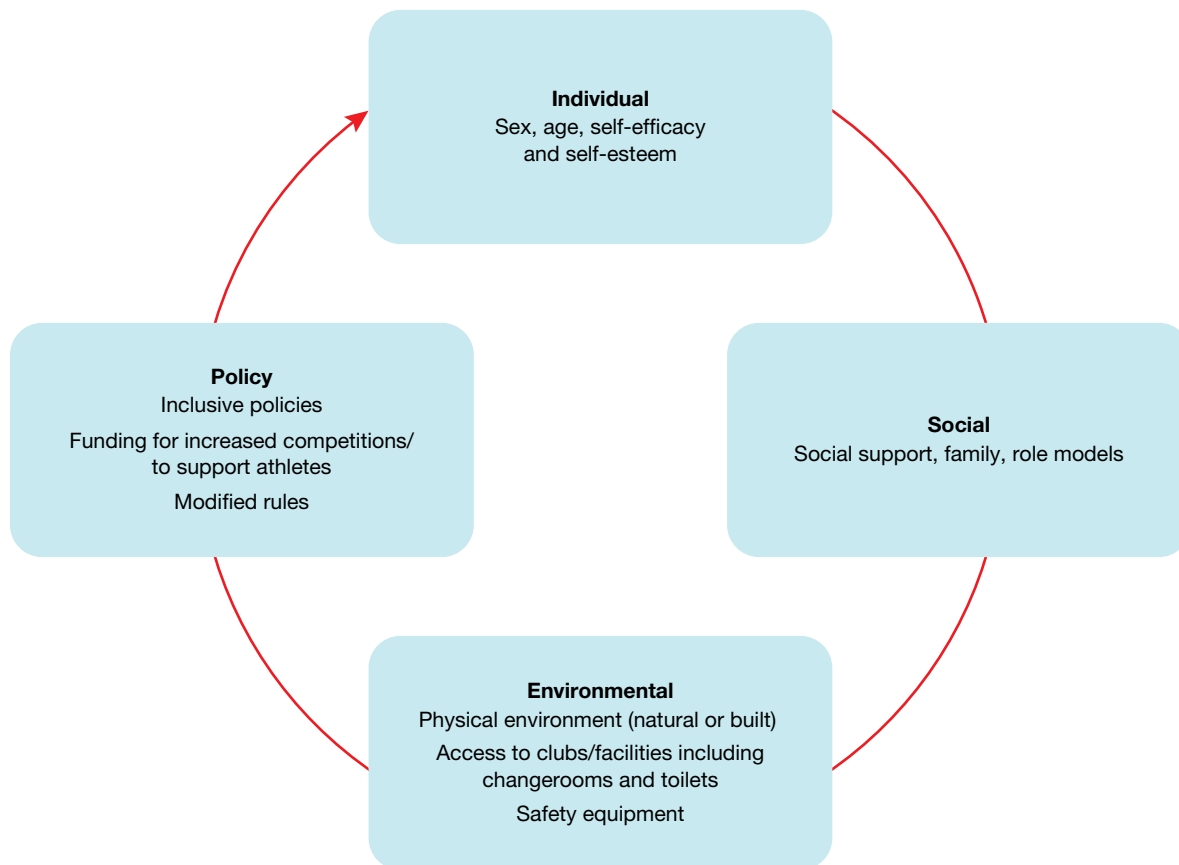 Individual
Sex, age, self-efficacy
and self-esteem
Policy
Inclusive policies
Funding for increased competitions/
to support athletes
Modified rules
Social
Social support, family, role models
Environmental
Physical environment (natural or built)
Access to clubs/facilities including
changerooms and toilets
Safety equipment